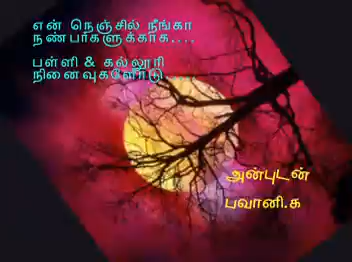 என் நெஞ்சில் நீங்கா
நண்பர்களுக்காக....
பள்ளி & கல்லூரி
நினைவுகளோடு.....
அன்புடன்
பவானி.க